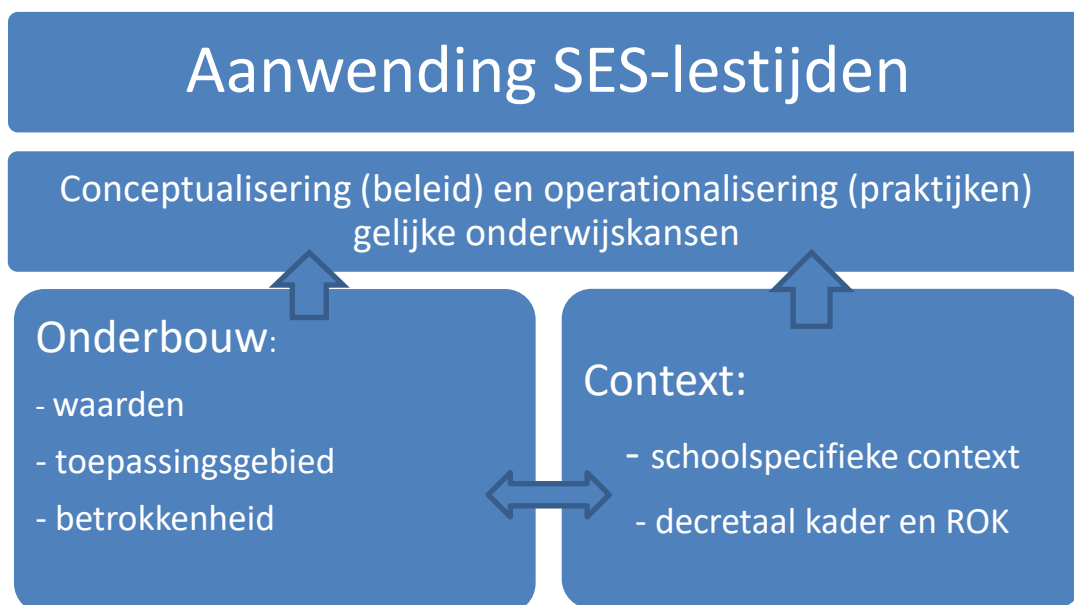 Aanwending SES-lestijden
Conceptualisering (beleid) en operationalisering (praktijken)
gelijke onderwijskansen
Onderbouw:
- waarden
- toepassingsgebied
- betrokkenheid
Context:
- schoolspecifieke context
- decretaal kader en ROK